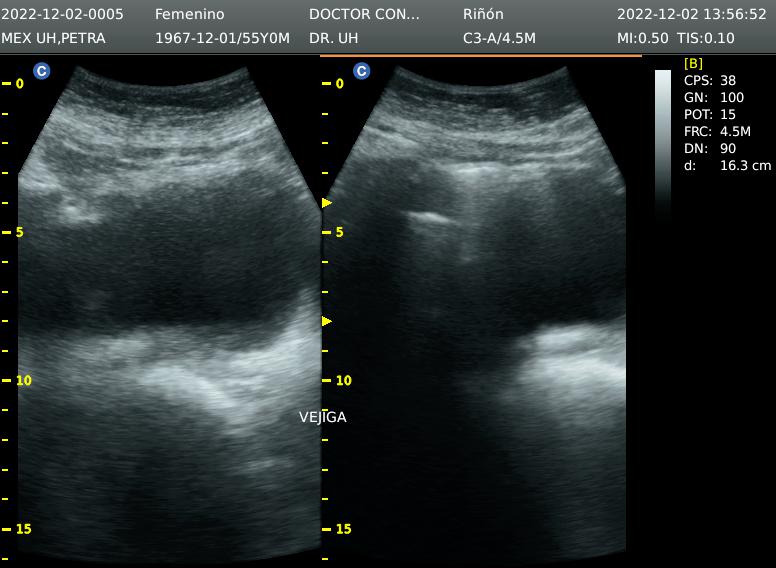 2022-12-02-0005 Femenino DOCTOR CON... Riñón 2022-12-02 13:56:52
MEX UH,PETRA 1967-12-01/55Y0M DR. UH C3-A/4.5M MI:0.50 TIS:0.10
C C
[B]
0 0
CPS: 38
GN: 100
POT: 15
FRC: 4.5M
DN: 90
d: 16.3 cm
5 5
10 10
VEJIGA
15 15